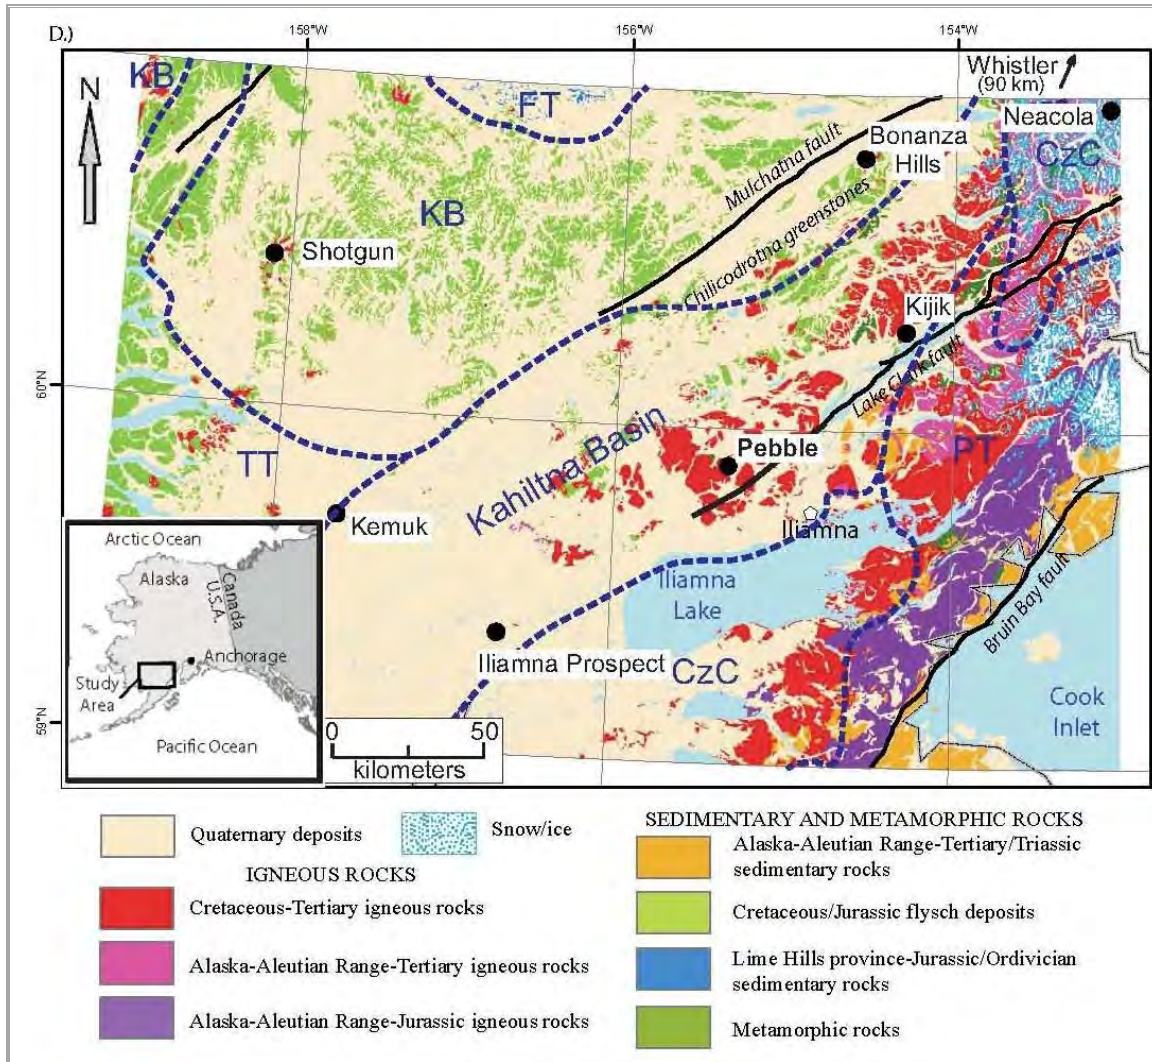 D.)
158°W
156°W
154°W
Whistler
(90 km)
KB
N
FT
Neacola
CzC
Bonanza
Hills
Mulchatna fault
KB
Chilicodrotna greenstones
Shotgun
Kijik
60°N
Lake Clark fault
Kahiltna Basin
Pebble
PT
TT
Kemuk
Iliamna
Iliamna
Lake
Bruin Bay fault
Arctic Ocean
Alaska
Canada
U.S.A.
Anchorage
Study
Area
Pacific Ocean
Iliamna Prospect
CzC
Cook
Inlet
59°N
0 50
kilometers
Quaternary deposits
Snow/ice
IGNEOUS ROCKS
Cretaceous-Tertiary igneous rocks
Alaska-Aleutian Range-Tertiary igneous rocks
Alaska-Aleutian Range-Jurassic igneous rocks
SEDIMENTARY AND METAMORPHIC ROCKS
Alaska-Aleutian Range-Tertiary/Triassic
sedimentary rocks
Cretaceous/Jurassic flysch deposits
Lime Hills province-Jurassic/Ordivician
sedimentary rocks
Metamorphic rocks